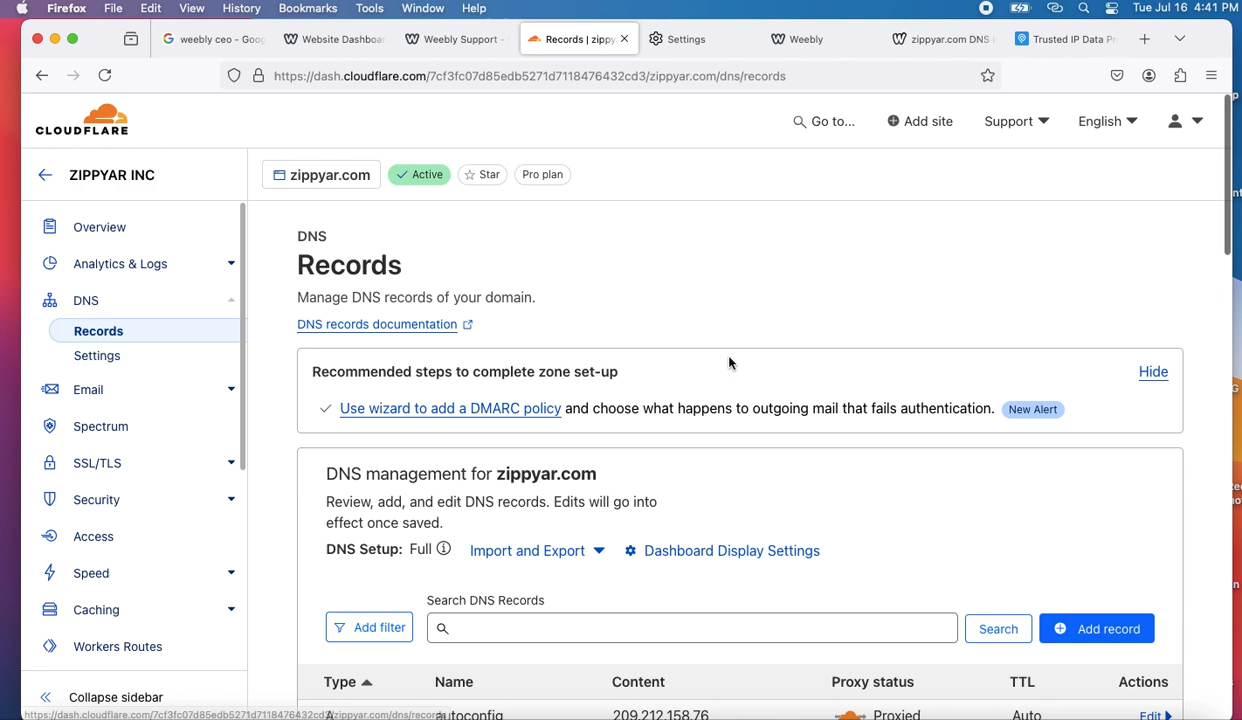 Firefox File Edit View History Bookmarks Tools Window Help Tue Jul 16 4:41 PM
weebly ceo - Goog Website Dashboar Weebly Support - Records | zippy Settings Weebly zippyar.com DNS Trusted IP Data Pr
https://dash.cloudflare.com/7cf3fc07d85edb5271d7118476432cd3/zippyar.com/dns/records
CLOUDFLARE Go to... Add site Support English
ZIPPYAR INC zippyar.com Active Star Pro plan
Overview
Analytics & Logs
DNS
Records
Settings
Email
Spectrum
SSL/TLS
Security
Access
Speed
Caching
Workers Routes
Collapse sidebar
DNS
Records
Manage DNS records of your domain.
DNS records documentation
Recommended steps to complete zone set-up Hide
Use wizard to add a DMARC policy and choose what happens to outgoing mail that fails authentication. New Alert
DNS management for zippyar.com
Review, add, and edit DNS records. Edits will go into
effect once saved.
DNS Setup: Full Import and Export Dashboard Display Settings
Search DNS Records
Add filter Search Add record
Type Name Content Proxy status TTL Actions
A autoconfig 209.212.158.76 Proxied Auto Edit